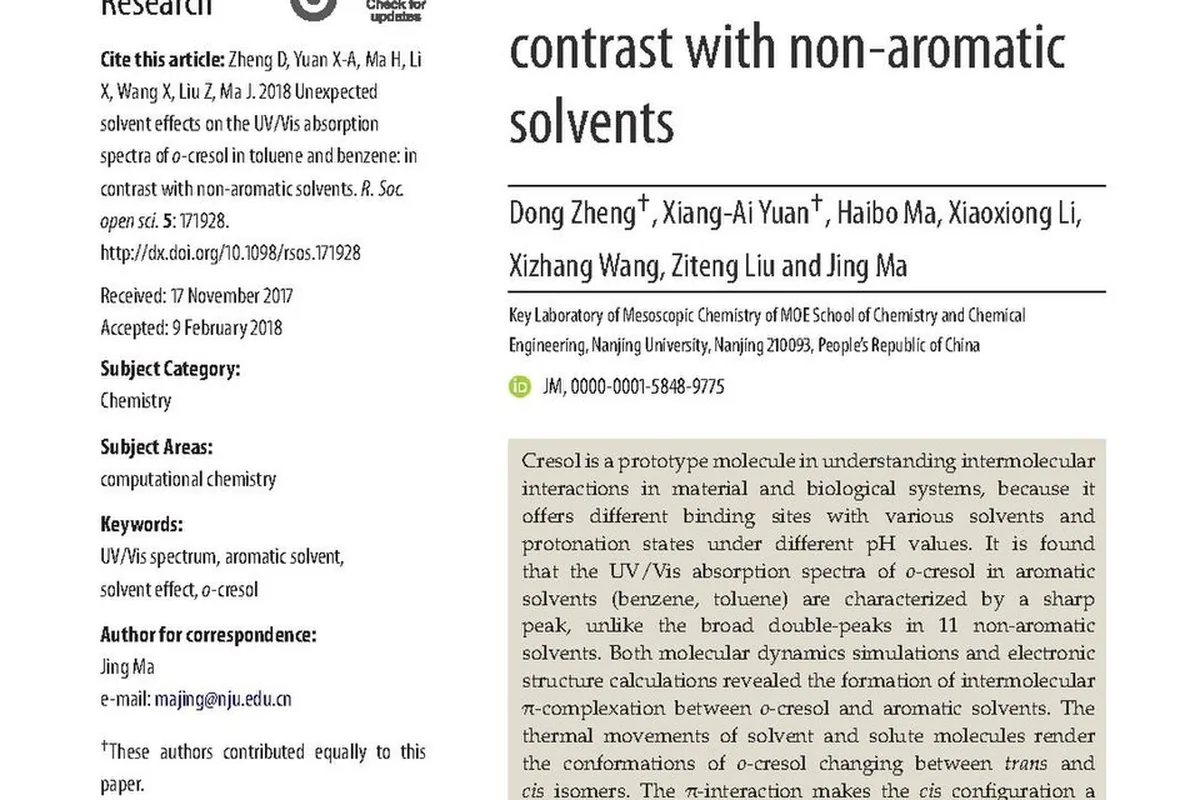 Research
Check for
updates
Cite this article: Zheng D, Yuan X-A, Ma H, Li
X, Wang X, Liu Z, Ma J. 2018 Unexpected
solvent effects on the UV/Vis absorption
spectra of o-cresol in toluene and benzene: in
contrast with non-aromatic solvents. R. Soc.
open sci. 5: 171928.
http://dx.doi.org/10.1098/rsos.171928
Received: 17 November 2017
Accepted: 9 February 2018
Subject Category:
Chemistry
Subject Areas:
computational chemistry
Keywords:
UV/Vis spectrum, aromatic solvent,
solvent effect, o-cresol
Author for correspondence:
Jing Ma
e-mail: majing@nju.edu.cn
†These authors contributed equally to this
paper.
contrast with non-aromatic
solvents
Dong Zheng†, Xiang-Ai Yuan†, Haibo Ma, Xiaoxiong Li,
Xizhang Wang, Ziteng Liu and Jing Ma
Key Laboratory of Mesoscopic Chemistry of MOE School of Chemistry and Chemical
Engineering, Nanjing University, Nanjing 210093, People's Republic of China
iD JM, 0000-0001-5848-9775
Cresol is a prototype molecule in understanding intermolecular
interactions in material and biological systems, because it
offers different binding sites with various solvents and
protonation states under different pH values. It is found
that the UV/Vis absorption spectra of o-cresol in aromatic
solvents (benzene, toluene) are characterized by a sharp
peak, unlike the broad double-peaks in 11 non-aromatic
solvents. Both molecular dynamics simulations and electronic
structure calculations revealed the formation of intermolecular
π-complexation between o-cresol and aromatic solvents. The
thermal movements of solvent and solute molecules render
the conformations of o-cresol changing between trans and
cis isomers. The π-interaction makes the cis configuration a